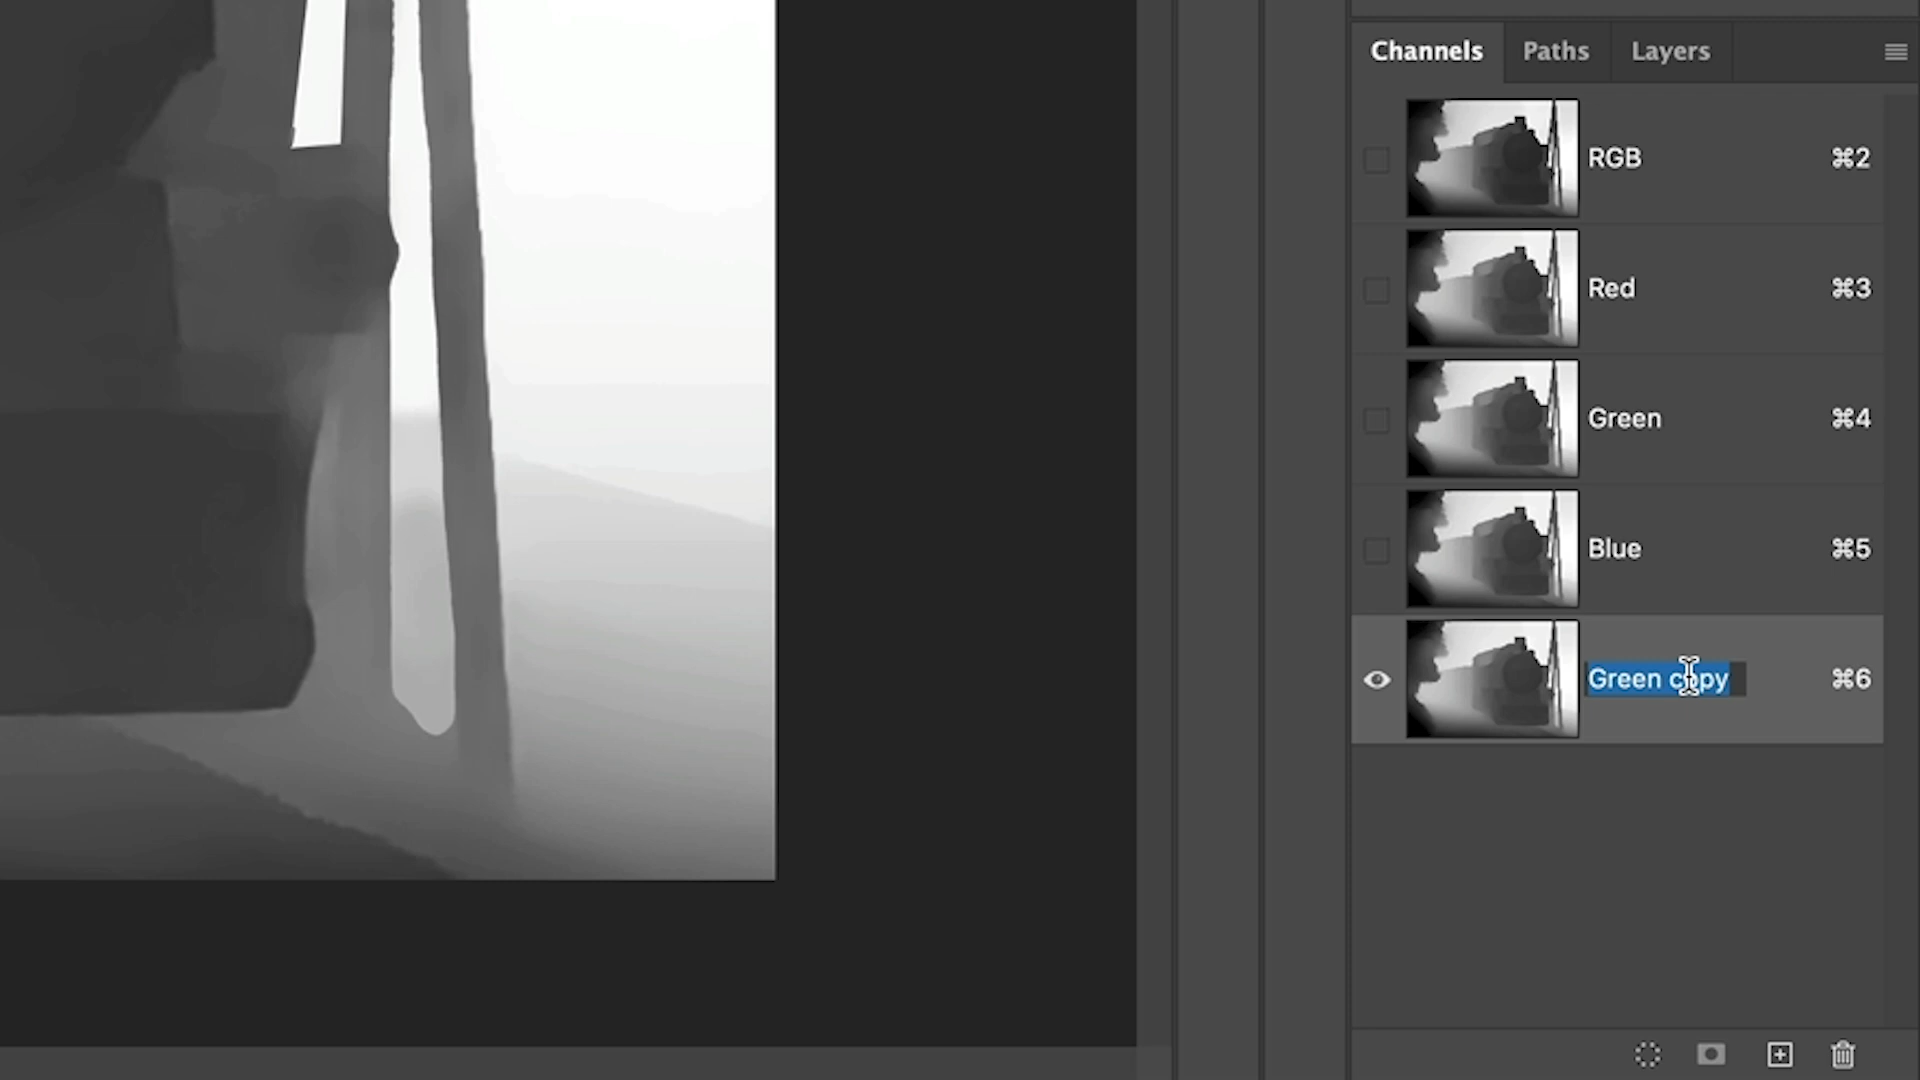 Channels Paths Layers
RGB ⌘2
Red ⌘3
Green ⌘4
Blue ⌘5
Green copy ⌘6